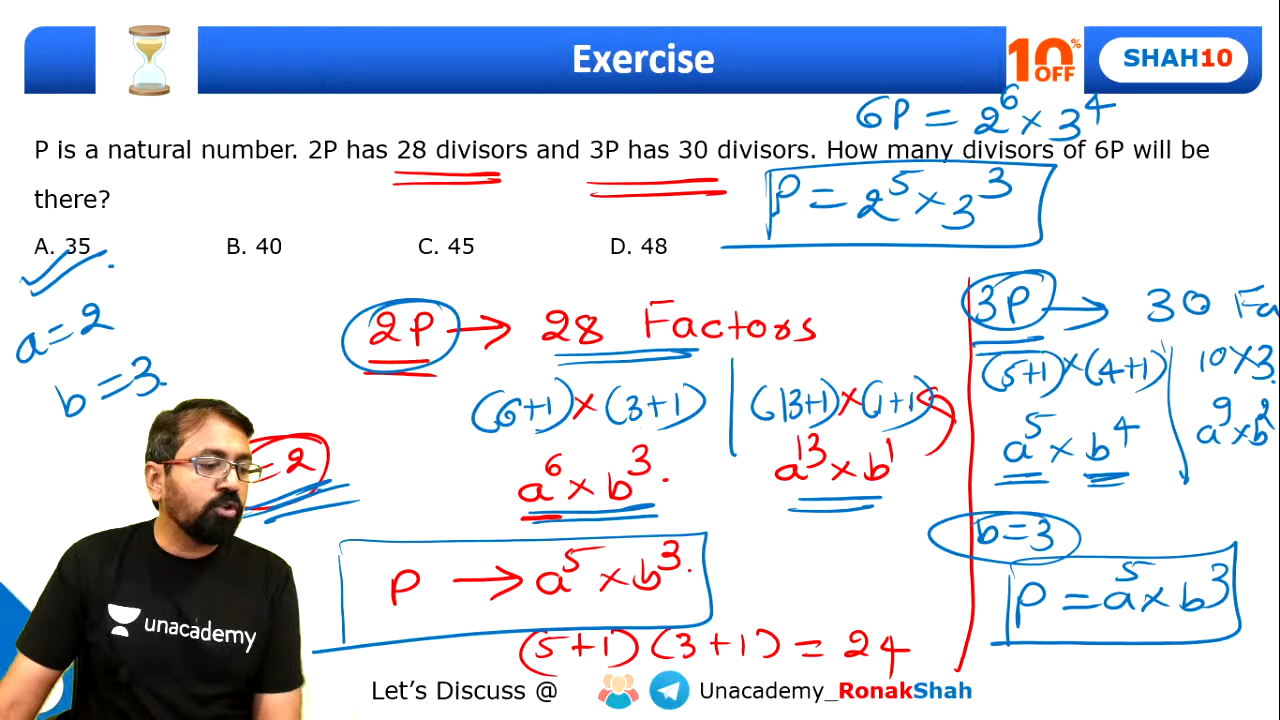 Exercise
10% OFF
SHAH10
6P = 2^6 × 3^4
P is a natural number. 2P has 28 divisors and 3P has 30 divisors. How many divisors of 6P will be
there?
P = 2^5 × 3^3
A. 35 B. 40 C. 45 D. 48
a = 2
b = 3
2P → 28 Factors
(6+1) × (3+1) | (13+1) × (1+1)
a^6 × b^3. a^13 × b^1
= 2
P → a^5 × b^3.
(5+1) (3+1) = 24
3P → 30 Fa
(5+1) × (4+1) | 10 × 3
a^5 × b^4 a^9 × b^2
b = 3
P = a^5 × b^3
unacademy
Let's Discuss @ Unacademy_RonakShah